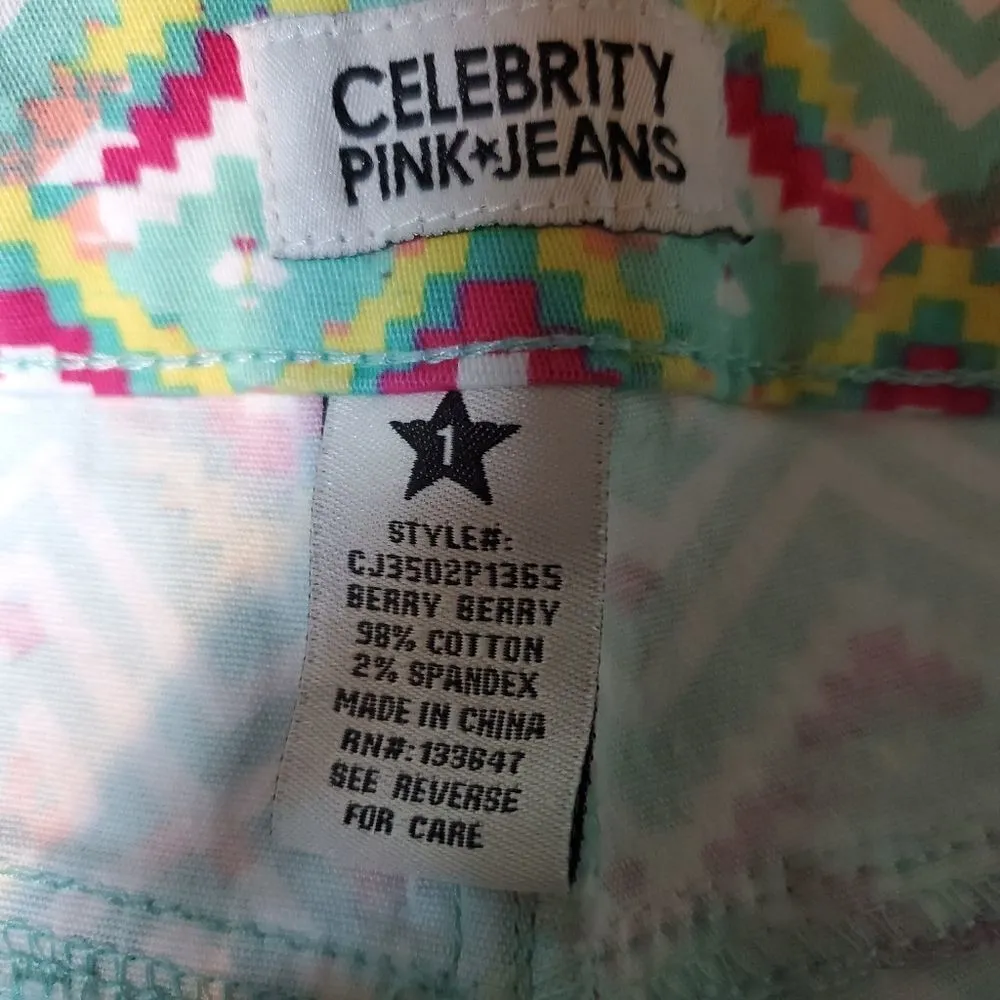 CELEBRITY
PINK★JEANS
1
STYLE#:
CJ3502P1365
BERRY BERRY
98% COTTON
2% SPANDEX
MADE IN CHINA
RN#:133647
SEE REVERSE
FOR CARE